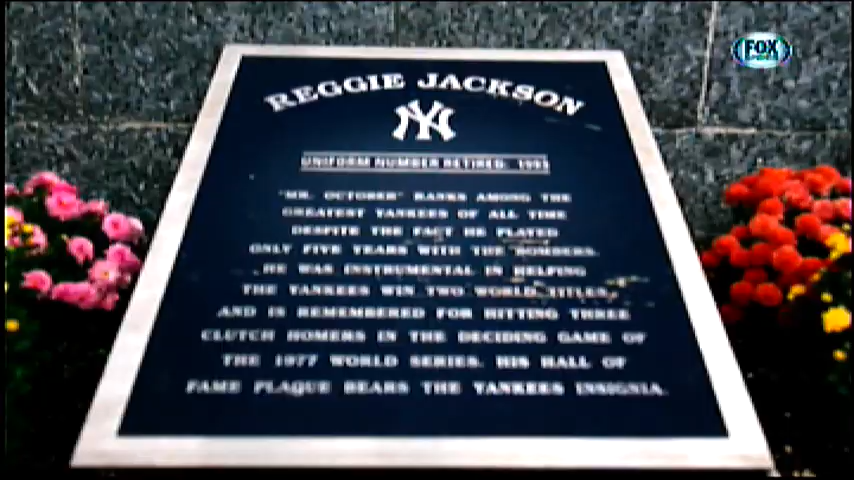 FOX
SPORTS
REGGIE JACKSON
NY
UNIFORM NUMBER RETIRED: 1993
"MR. OCTOBER" RANKS AMONG THE
GREATEST YANKEES OF ALL TIME
DESPITE THE FACT HE PLAYED
ONLY FIVE YEARS WITH THE BOMBERS.
HE WAS INSTRUMENTAL IN HELPING
THE YANKEES WIN TWO WORLD TITLES,
AND IS REMEMBERED FOR HITTING THREE
CLUTCH HOMERS IN THE DECIDING GAME OF
THE 1977 WORLD SERIES. HIS HALL OF
FAME PLAQUE BEARS THE YANKEES INSIGNIA.